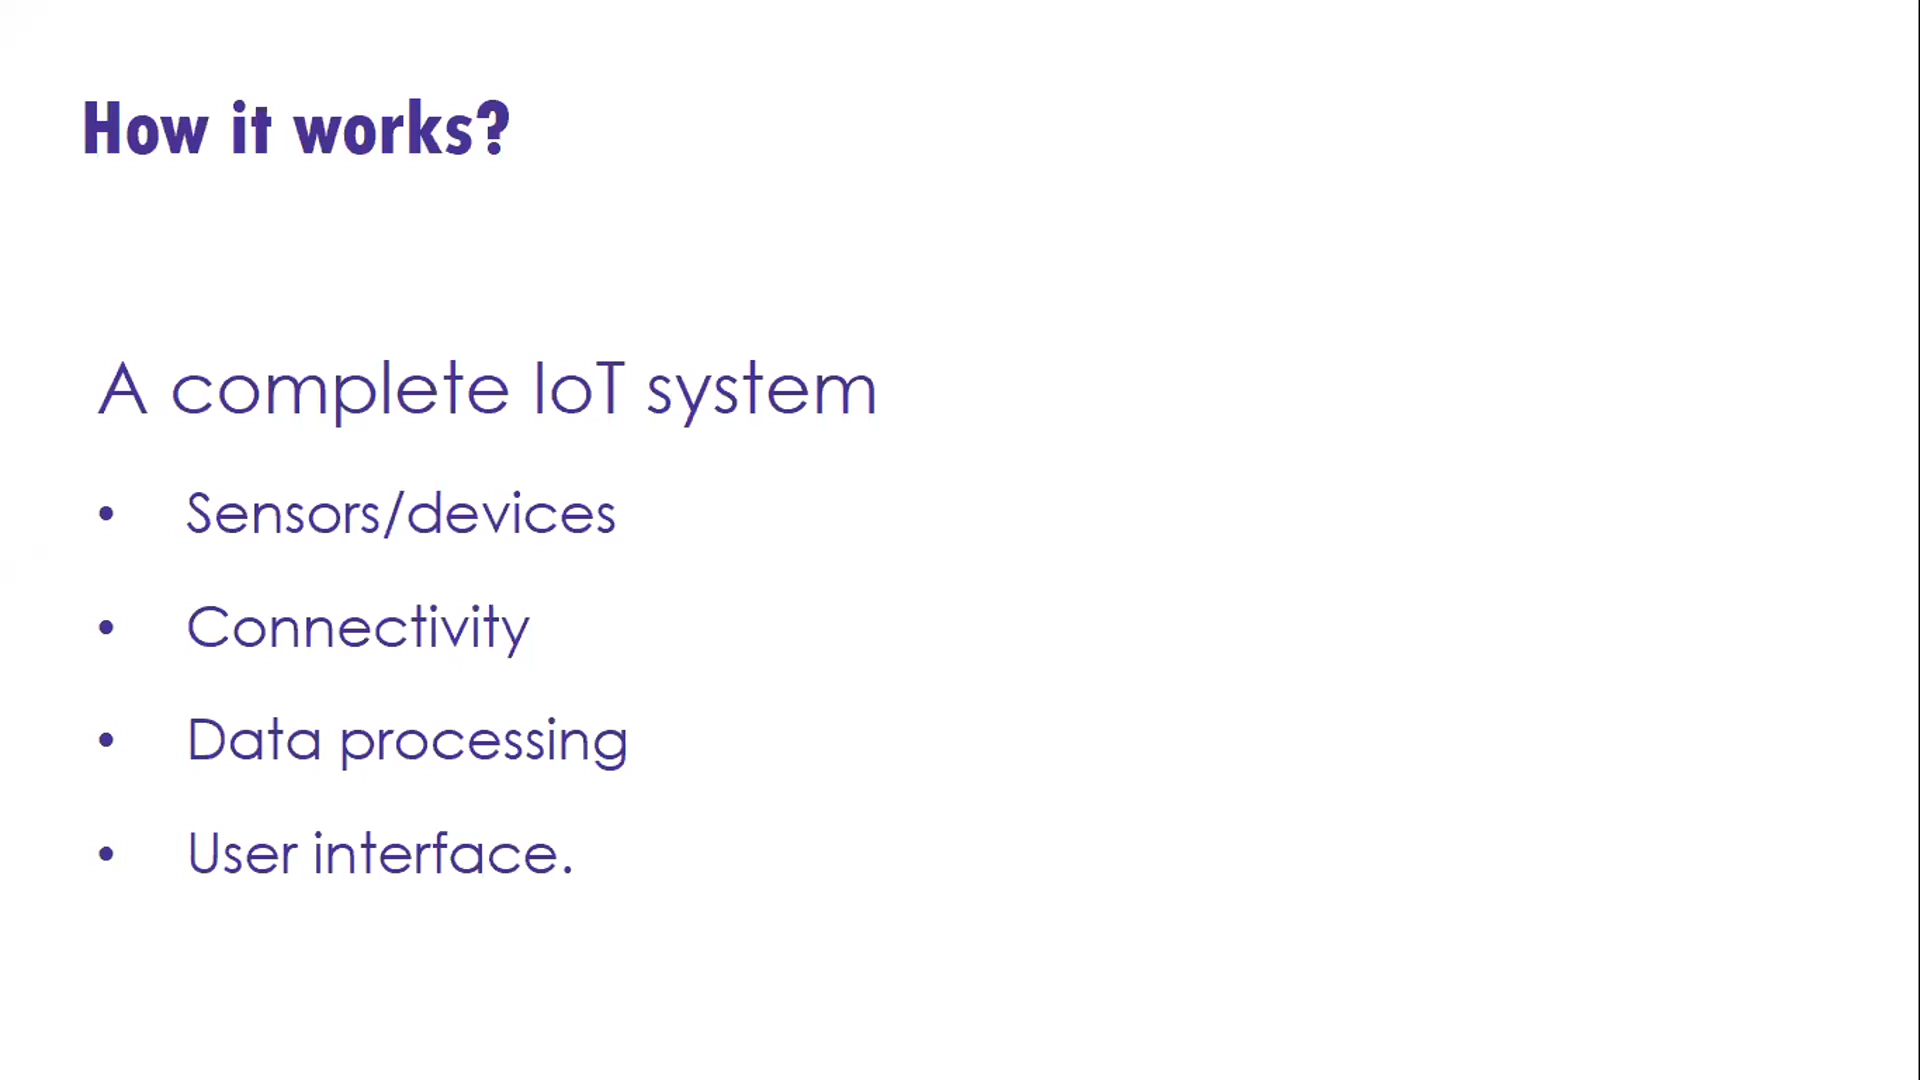 How it works?
A complete IoT system
• Sensors/devices
• Connectivity
• Data processing
• User interface.